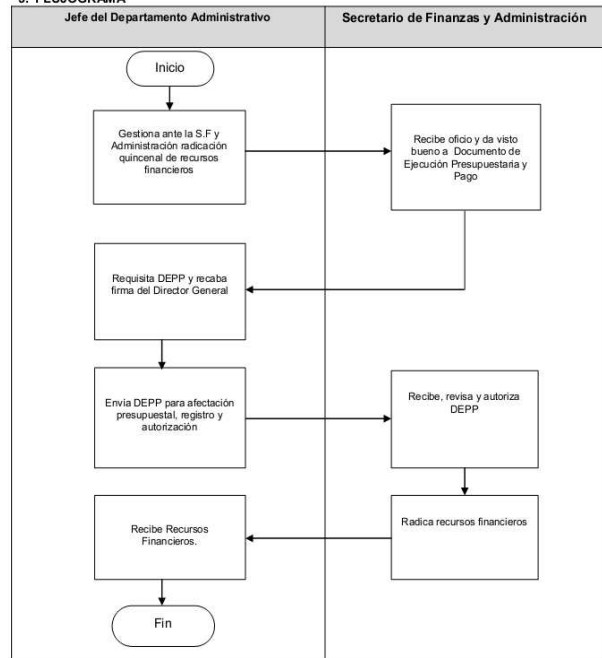 Jefe del Departamento Administrativo
Secretario de Finanzas y Administración
Inicio
Gestiona ante la S.F y
Administración radicación
quincenal de recursos
financieros
Recibe oficio y da visto
bueno a Documento de
Ejecución Presupuestaria y
Pago
Requisita DEPP y recaba
firma del Director General
Envía DEPP para afectación
presupuestal, registro y
autorización
Recibe, revisa y autoriza
DEPP
Radica recursos financieros
Recibe Recursos
Financieros.
Fin